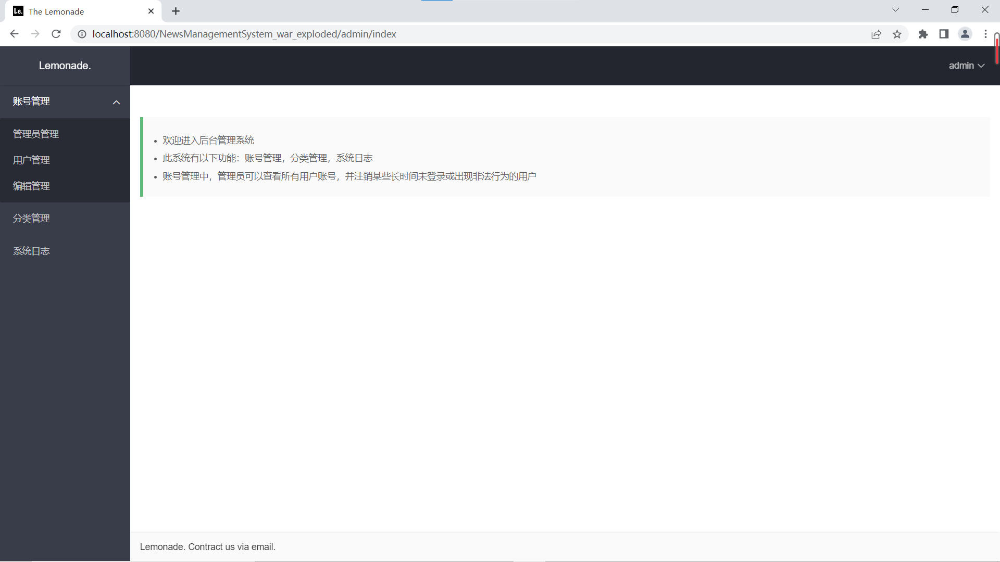 Le. The Lemonade
localhost:8080/NewsManagementSystem_war_exploded/admin/index
Lemonade.
admin
账号管理
管理员管理
用户管理
编辑管理
分类管理
系统日志
欢迎进入后台管理系统
此系统有以下功能：账号管理，分类管理，系统日志
账号管理中，管理员可以查看所有用户账号，并注销某些长时间未登录或出现非法行为的用户
Lemonade. Contract us via email.